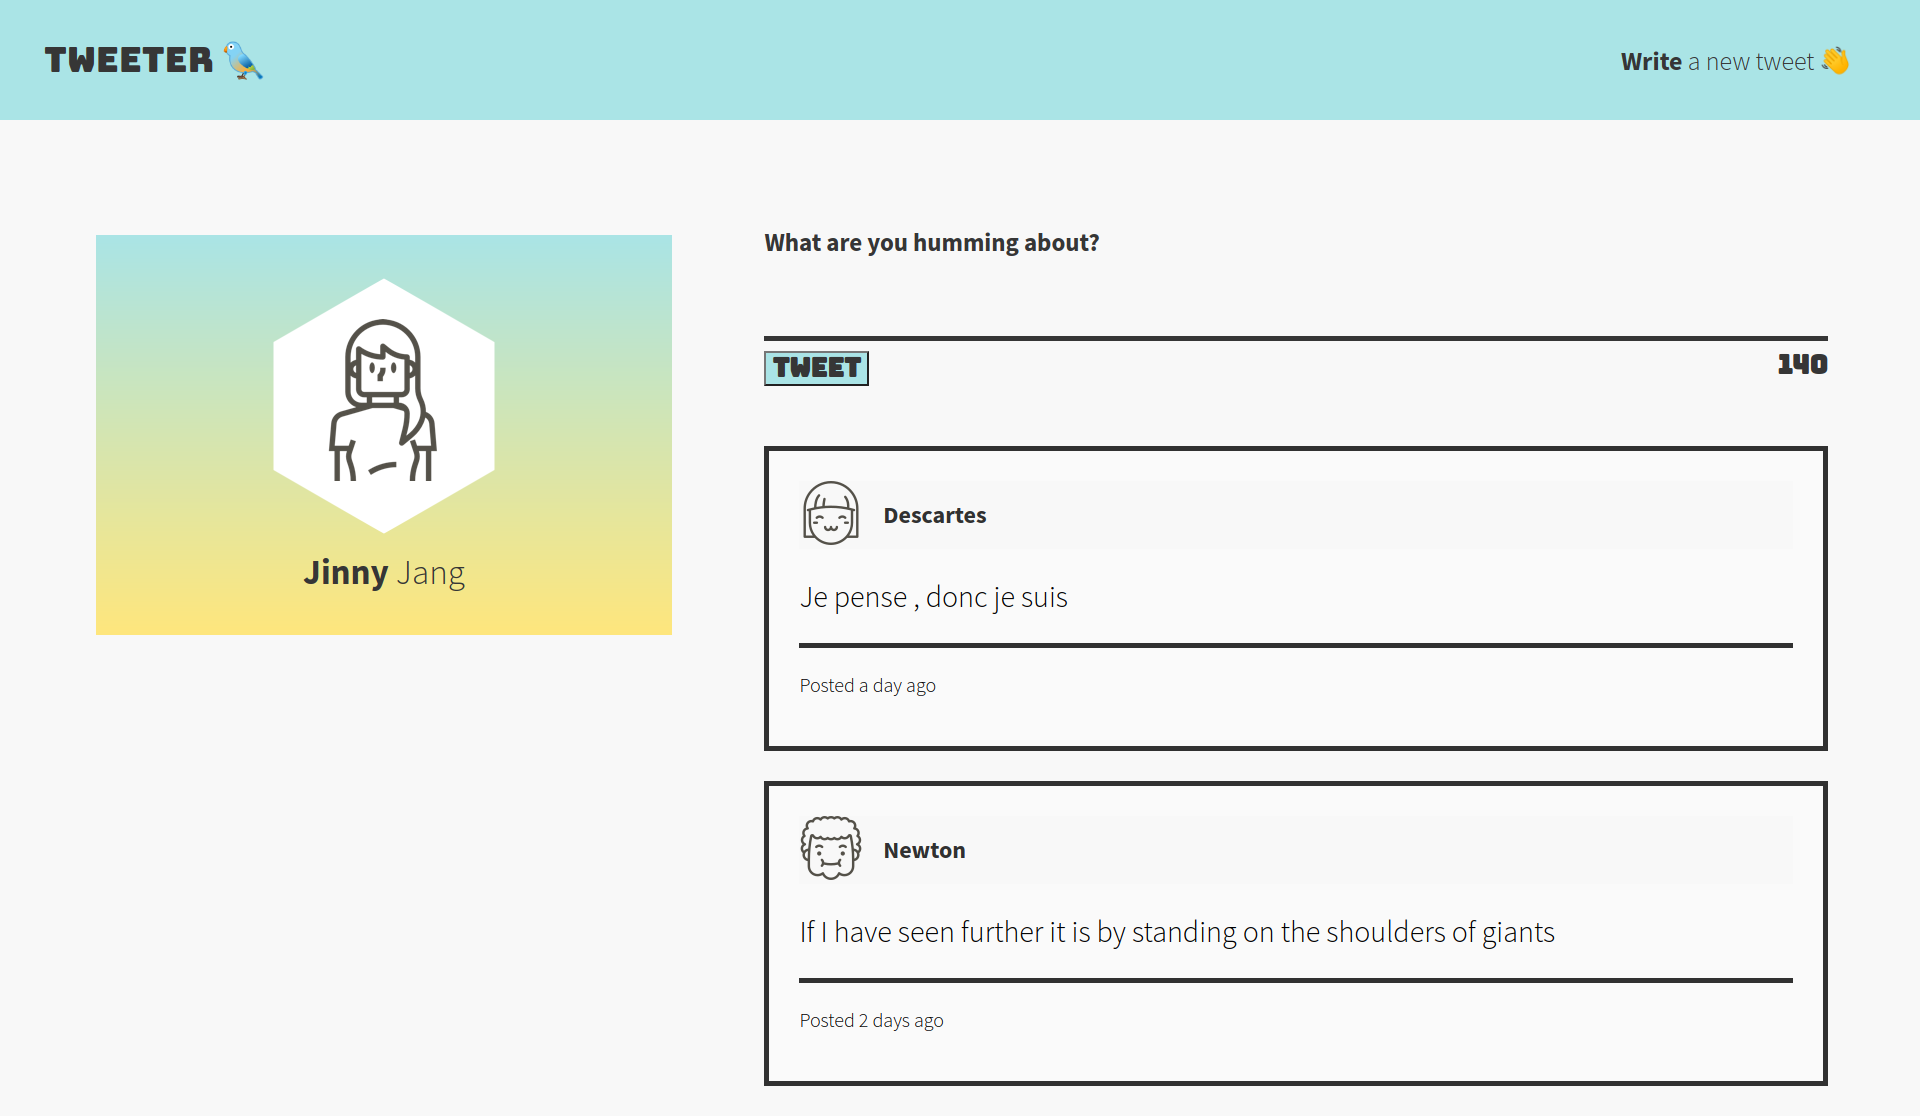 TWEETER
Write a new tweet
What are you humming about?
TWEET
140
Jinny Jang
Descartes
Je pense , donc je suis
Posted a day ago
Newton
If I have seen further it is by standing on the shoulders of giants
Posted 2 days ago